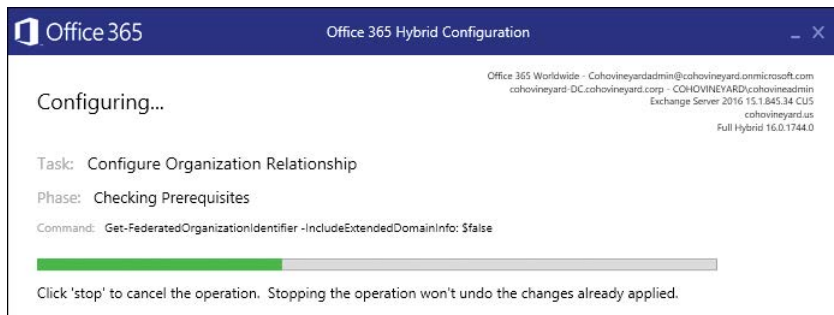 Office 365
Office 365 Hybrid Configuration
Office 365 Worldwide - Cohovineyardadmin@cohovineyard.onmicrosoft.com
cohovineyard-DC.cohovineyard.corp - COHOVINEYARD\cohovineadmin
Exchange Server 2016 15.1.845.34 CU5
cohovineyard.us
Full Hybrid 16.0.1744.0
Configuring...
Task: Configure Organization Relationship
Phase: Checking Prerequisites
Command: Get-FederatedOrganizationIdentifier -IncludeExtendedDomainInfo: $false
Click 'stop' to cancel the operation. Stopping the operation won't undo the changes already applied.